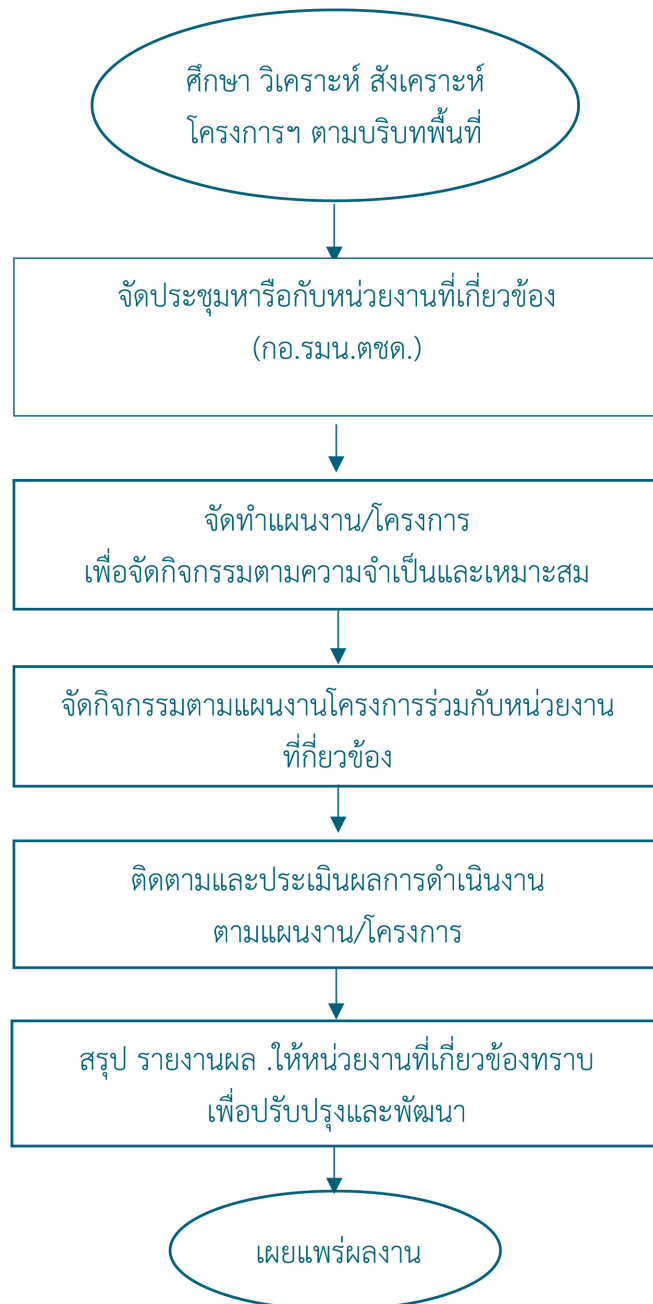 ศึกษา วิเคราะห์ สังเคราะห์
โครงการฯ ตามบริบทพื้นที่
จัดประชุมหารือกับหน่วยงานที่เกี่ยวข้อง
(กอ.รมน.ตชด.)
จัดทำแผนงาน/โครงการ
เพื่อจัดกิจกรรมตามความจำเป็นและเหมาะสม
จัดกิจกรรมตามแผนงานโครงการร่วมกับหน่วยงาน
ที่กี่ยวข้อง
ติดตามและประเมินผลการดำเนินงาน
ตามแผนงาน/โครงการ
สรุป รายงานผล .ให้หน่วยงานที่เกี่ยวข้องทราบ
เพื่อปรับปรุงและพัฒนา
เผยแพร่ผลงาน